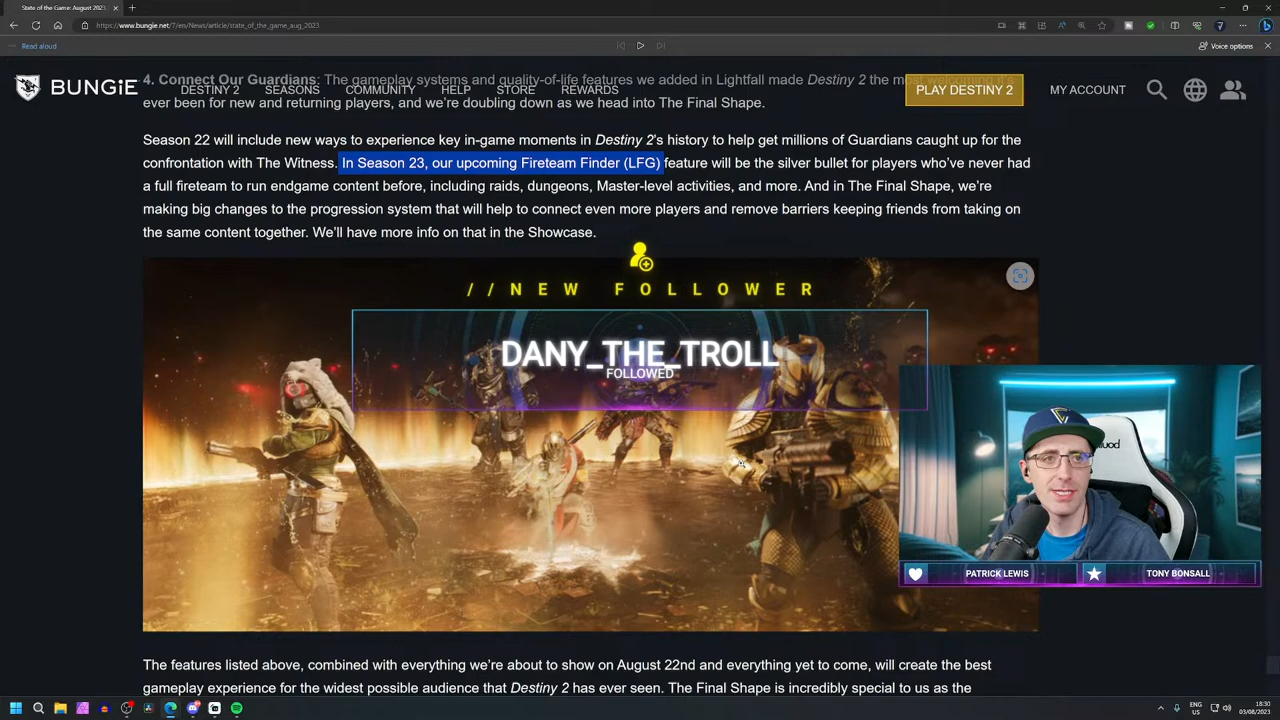 State of the Game: August 2023
https://www.bungie.net/7/en/News/article/state_of_the_game_aug_2023
Read aloud
Voice options
4. Connect Our Guardians: The gameplay systems and quality-of-life features we added in Lightfall made Destiny 2 the most welcoming it's
BUNGiE
DESTINY 2 SEASONS COMMUNITY HELP STORE REWARDS
PLAY DESTINY 2
MY ACCOUNT
ever been for new and returning players, and we're doubling down as we head into The Final Shape.
Season 22 will include new ways to experience key in-game moments in Destiny 2's history to help get millions of Guardians caught up for the
confrontation with The Witness. In Season 23, our upcoming Fireteam Finder (LFG) feature will be the silver bullet for players who've never had
a full fireteam to run endgame content before, including raids, dungeons, Master-level activities, and more. And in The Final Shape, we're
making big changes to the progression system that will help to connect even more players and remove barriers keeping friends from taking on
the same content together. We'll have more info on that in the Showcase.
//NEW FOLLOWER
DANY_THE_TROLL
FOLLOWED
PATRICK LEWIS
TONY BONSALL
The features listed above, combined with everything we're about to show on August 22nd and everything yet to come, will create the best
gameplay experience for the widest possible audience that Destiny 2 has ever seen. The Final Shape is incredibly special to us as the
ENG
US
18:30
03/08/2023